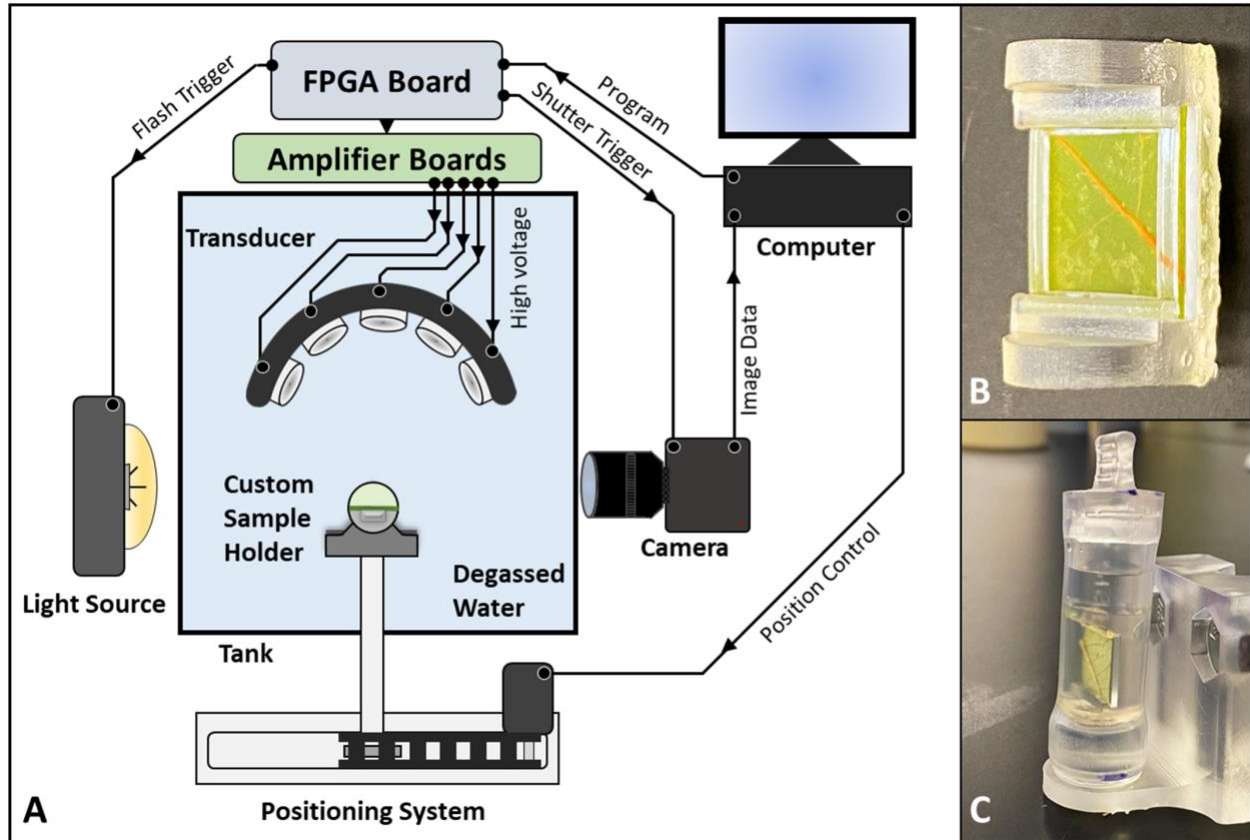 FPGA Board
Flash Trigger
Program
Shutter Trigger
Amplifier Boards
Transducer
High voltage
Computer
Image Data
Custom
Sample
Holder
Camera
Degassed
Water
Light Source
Tank
Position Control
Positioning System
A
B
C